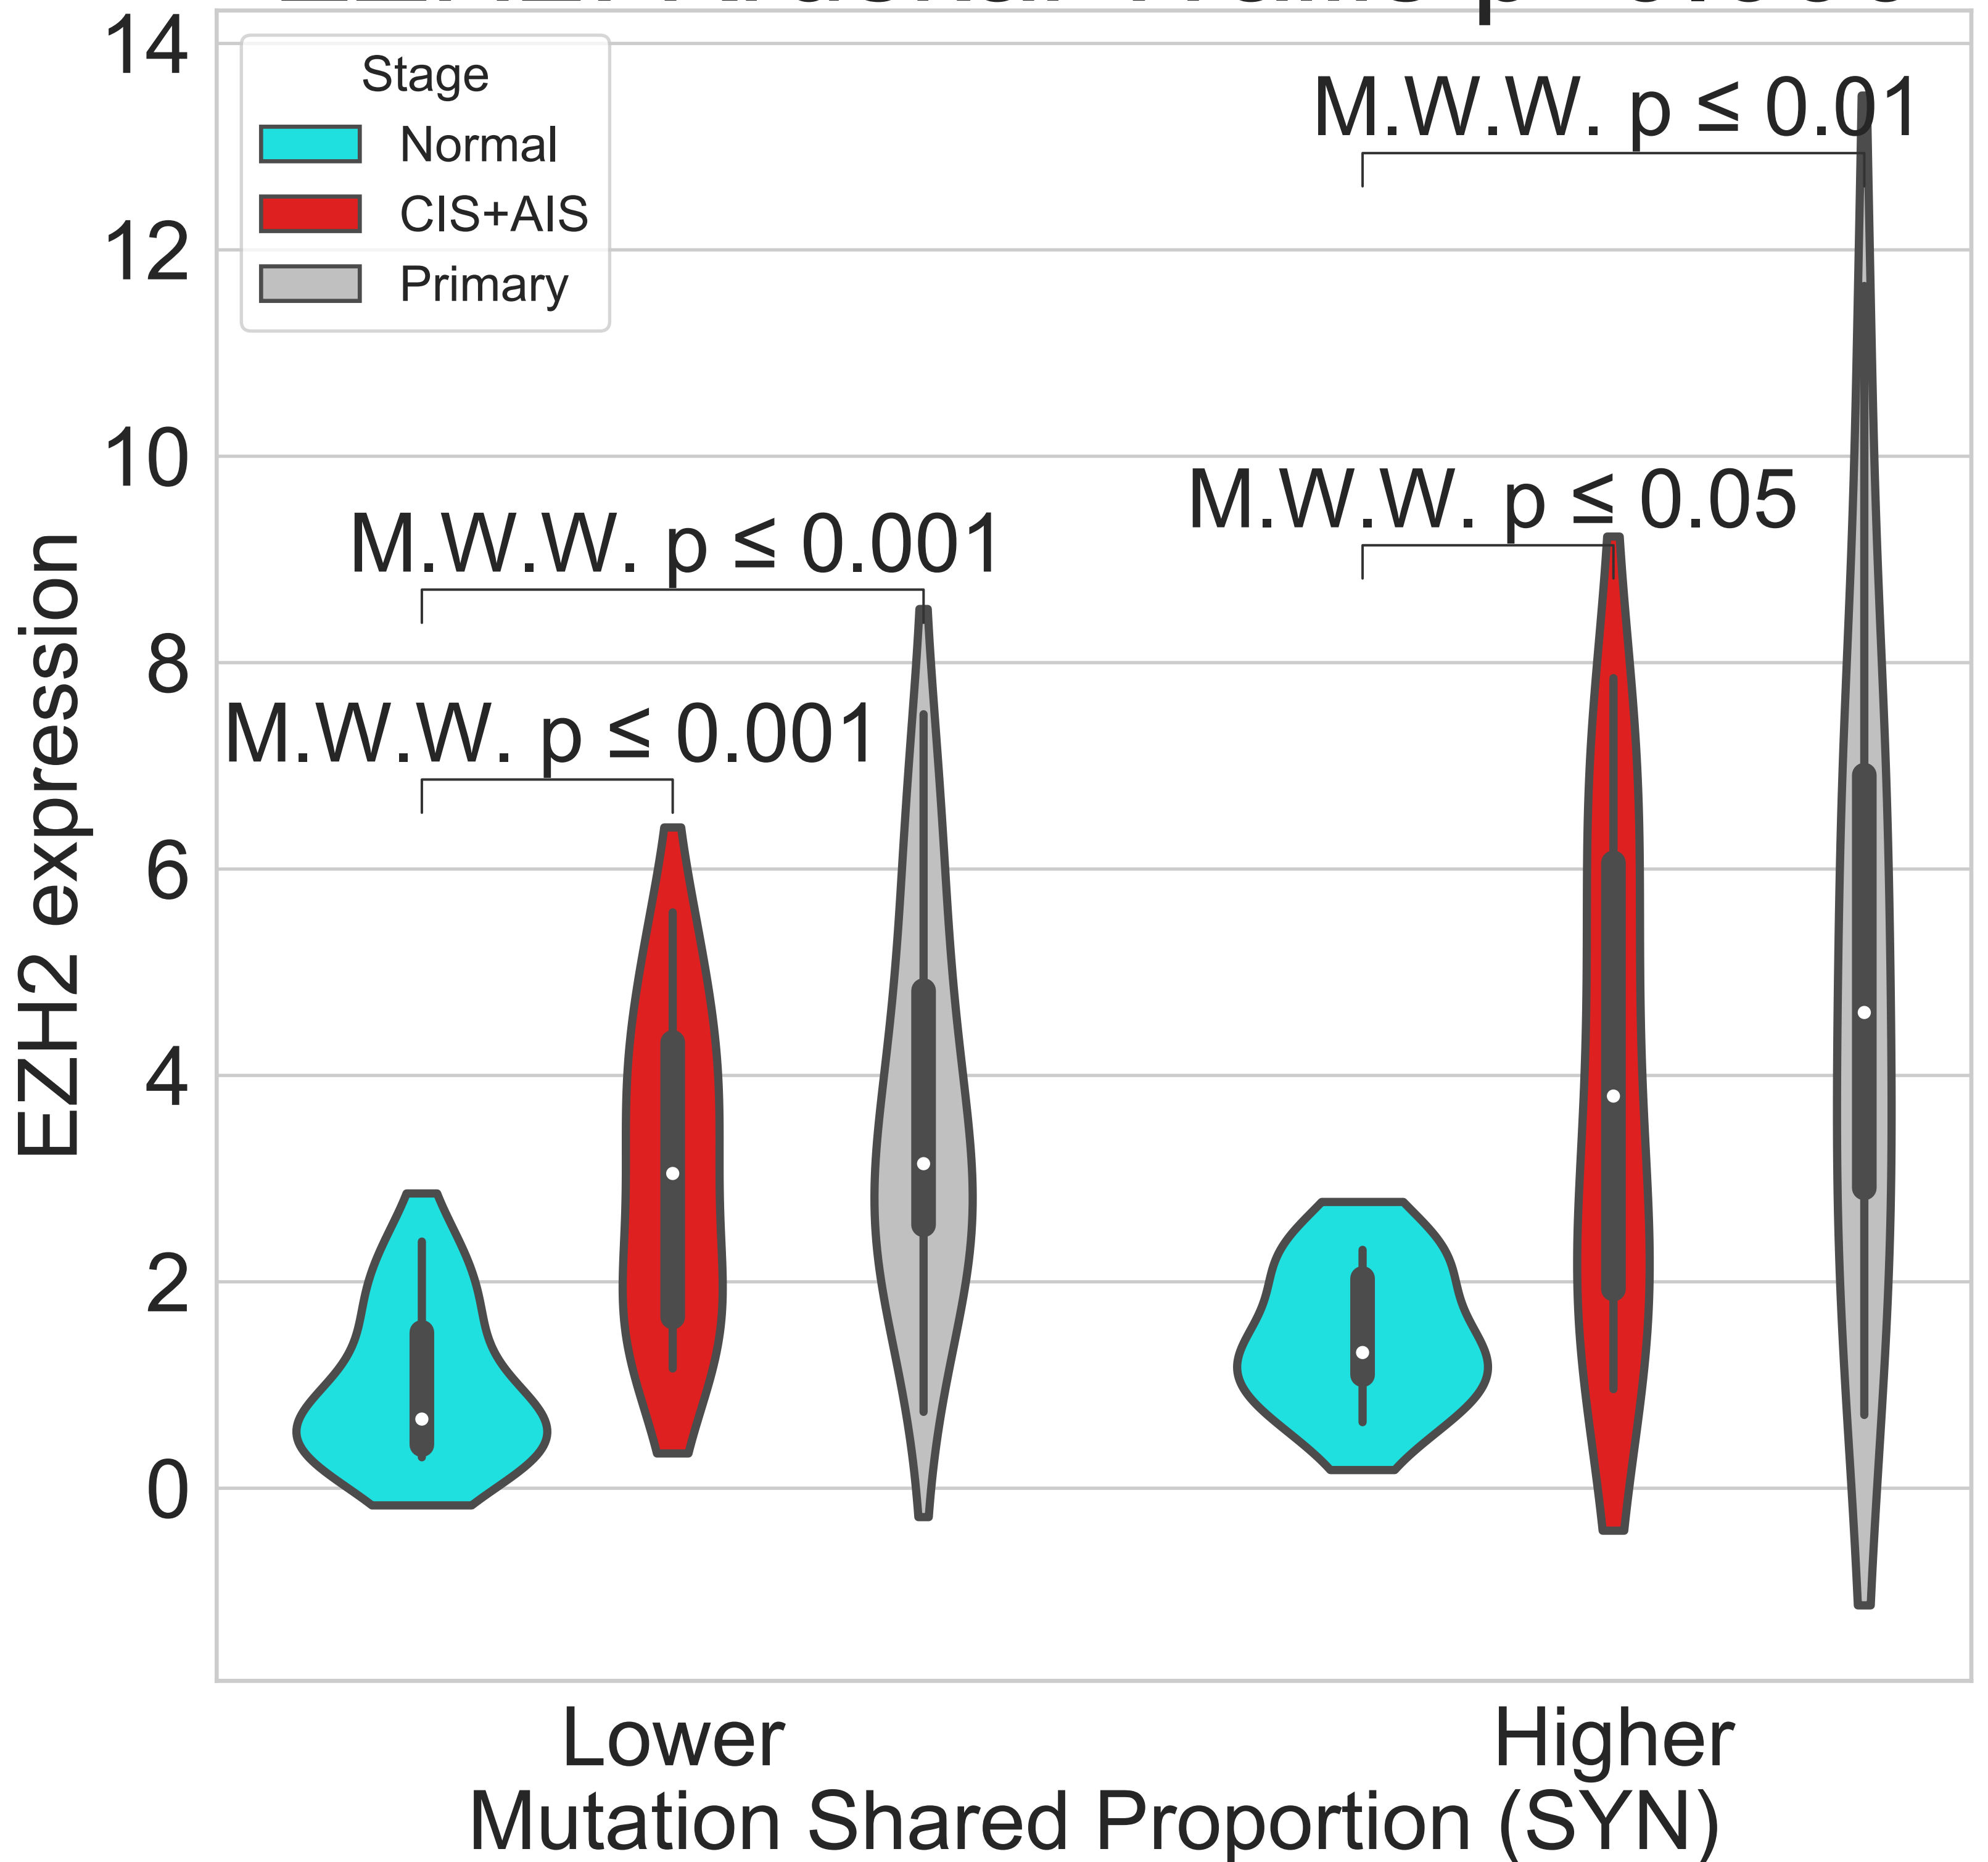 14
Stage
Normal
CIS+AIS
Primary
M.W.W. p ≤ 0.01
12
10
M.W.W. p ≤ 0.05
M.W.W. p ≤ 0.001
8
M.W.W. p ≤ 0.001
6
4
2
0
EZH2 expression
Lower
Higher
Mutation Shared Proportion (SYN)